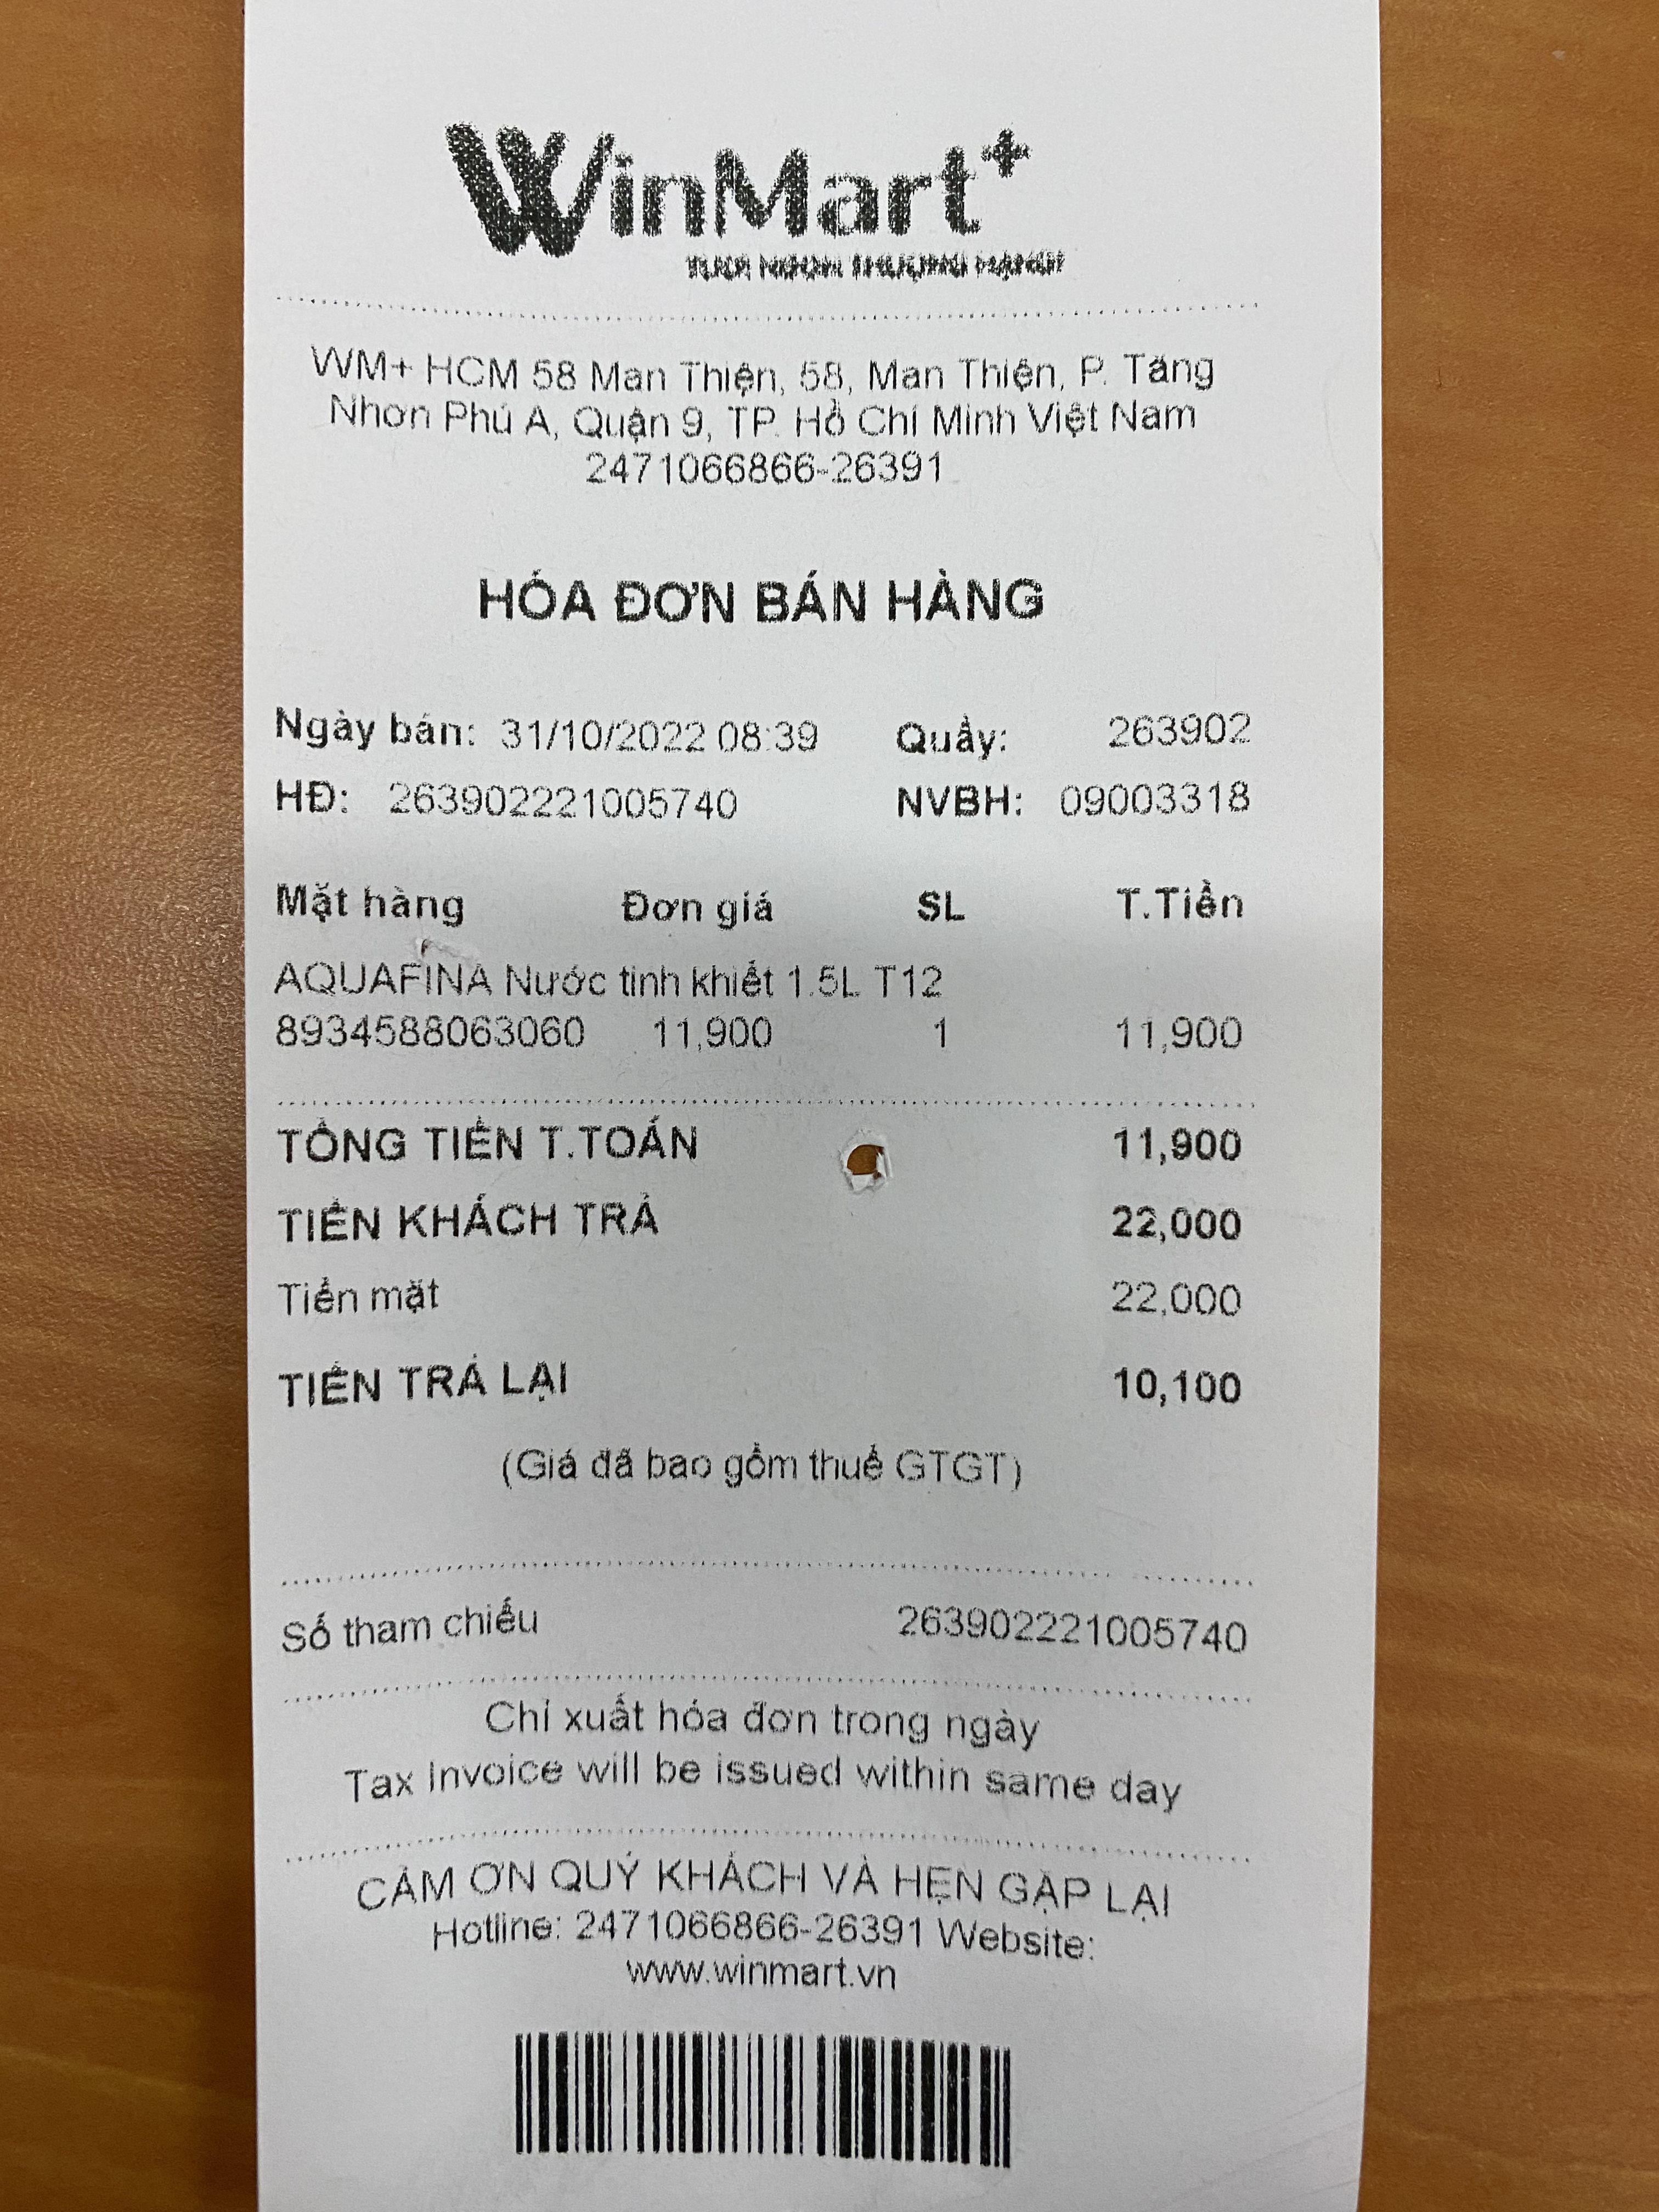 WinMart+
WM+ HCM 58 Man Thiện, 58, Man Thiện, P. Tăng
Nhơn Phú A, Quận 9, TP. Hồ Chí Minh Việt Nam
2471066866-26391
HÓA ĐƠN BÁN HÀNG
Ngày bán: 31/10/2022 08:39 Quầy: 263902
HĐ: 263902221005740 NVBH: 09003318
Mặt hàng Đơn giá SL T.Tiền
AQUAFINA Nước tinh khiết 1.5L T12
8934588063060 11,900 1 11,900
TỔNG TIỀN T.TOÁN 11,900
TIỀN KHÁCH TRẢ 22,000
Tiền mặt 22,000
TIỀN TRẢ LẠI 10,100
(Giá đã bao gồm thuế GTGT)
Số tham chiếu 263902221005740
Chỉ xuất hóa đơn trong ngày
Tax Invoice will be issued within same day
CẢM ƠN QUÝ KHÁCH VÀ HẸN GẶP LẠI
Hotline: 2471066866-26391 Website:
www.winmart.vn